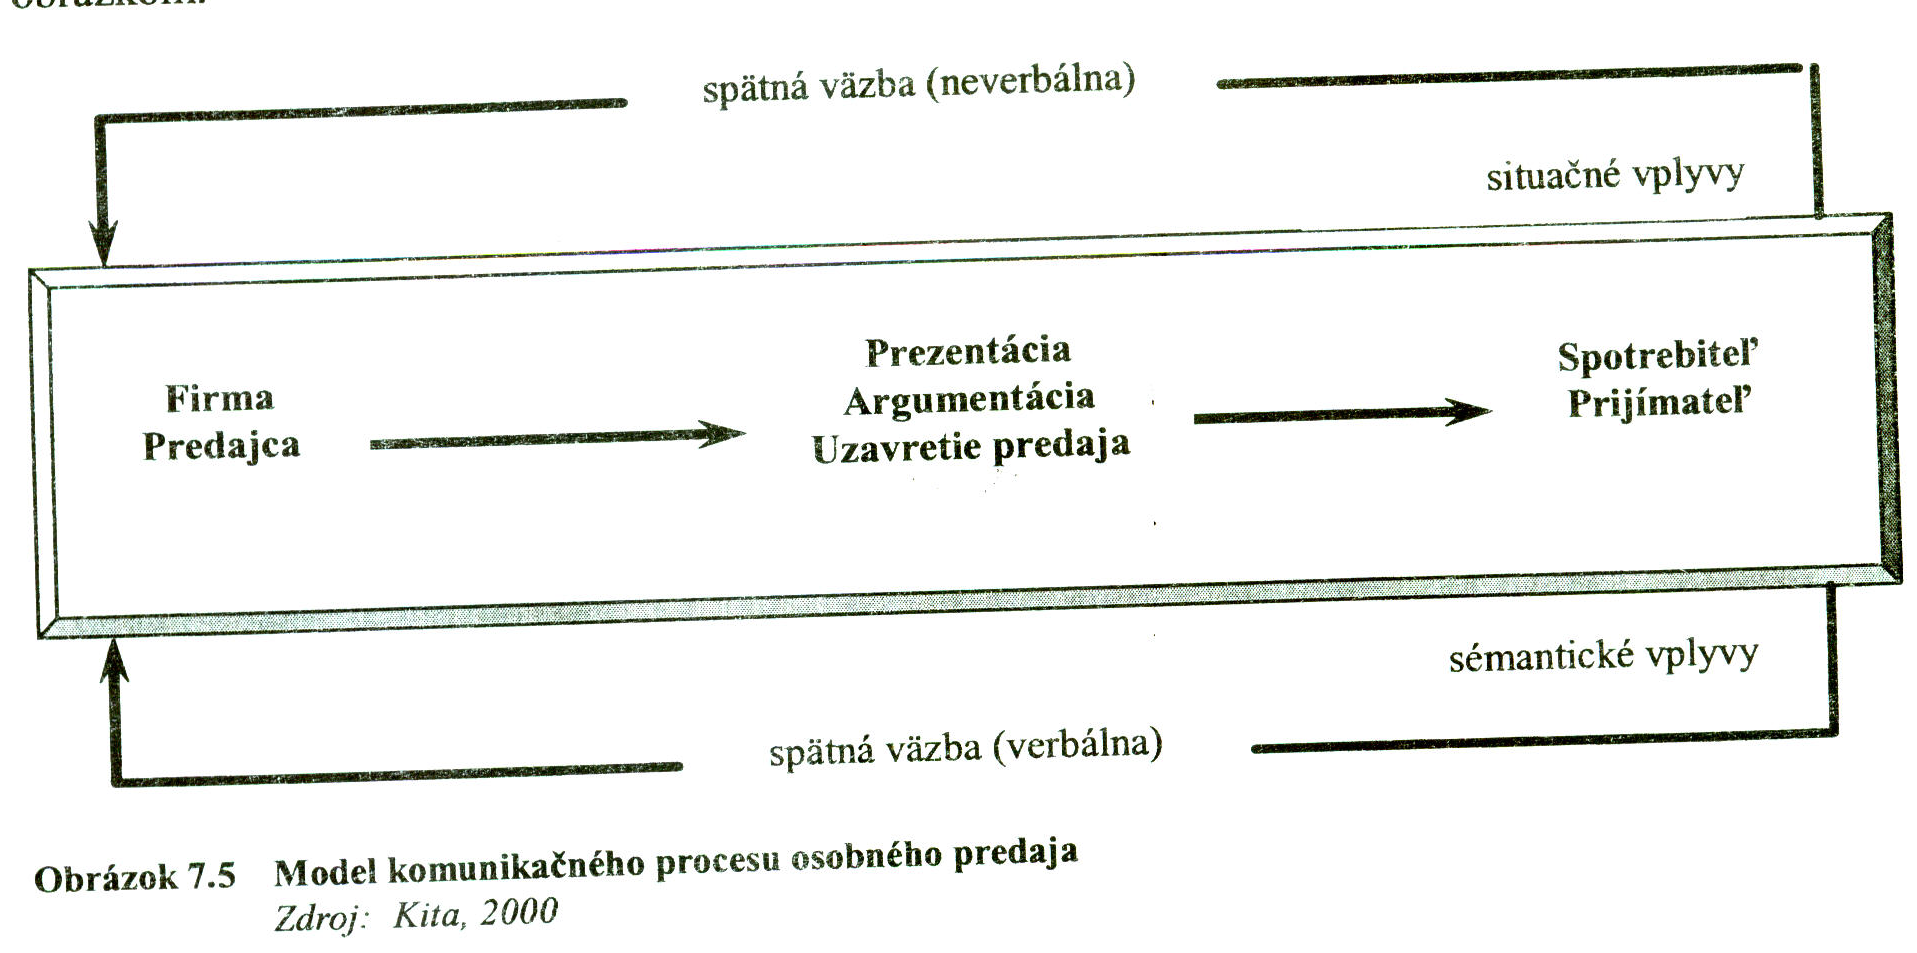 obrázkom.
spätná väzba (neverbálna)
situačné vplyvy
Firma
Predajca
Prezentácia
Argumentácia
Uzavretie predaja
Spotrebiteľ
Prijímateľ
sémantické vplyvy
spätná väzba (verbálna)
Obrázok 7.5 Model komunikačného procesu osobného predaja
Zdroj: Kita, 2000